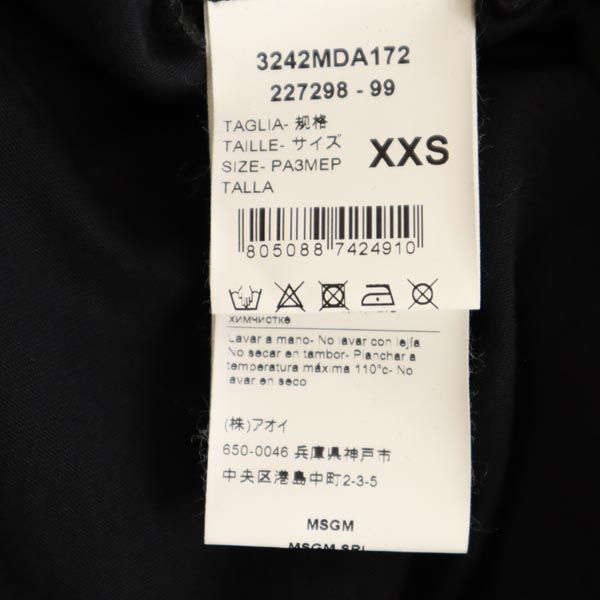 3242MDA172
227298 - 99
TAGLIA- 规格
TAILLE- サイズ
SIZE- РАЗМЕР
TALLA
XXS
805088 7424910
химчистке
Lavar a mano- No lavar con lejía
No secar en tambor- Planchar a
temperatura máxima 110°c- No
lavar en seco
(株)アオイ
650-0046 兵庫県神戸市
中央区港島中町2-3-5
MSGM
MSGM SRL